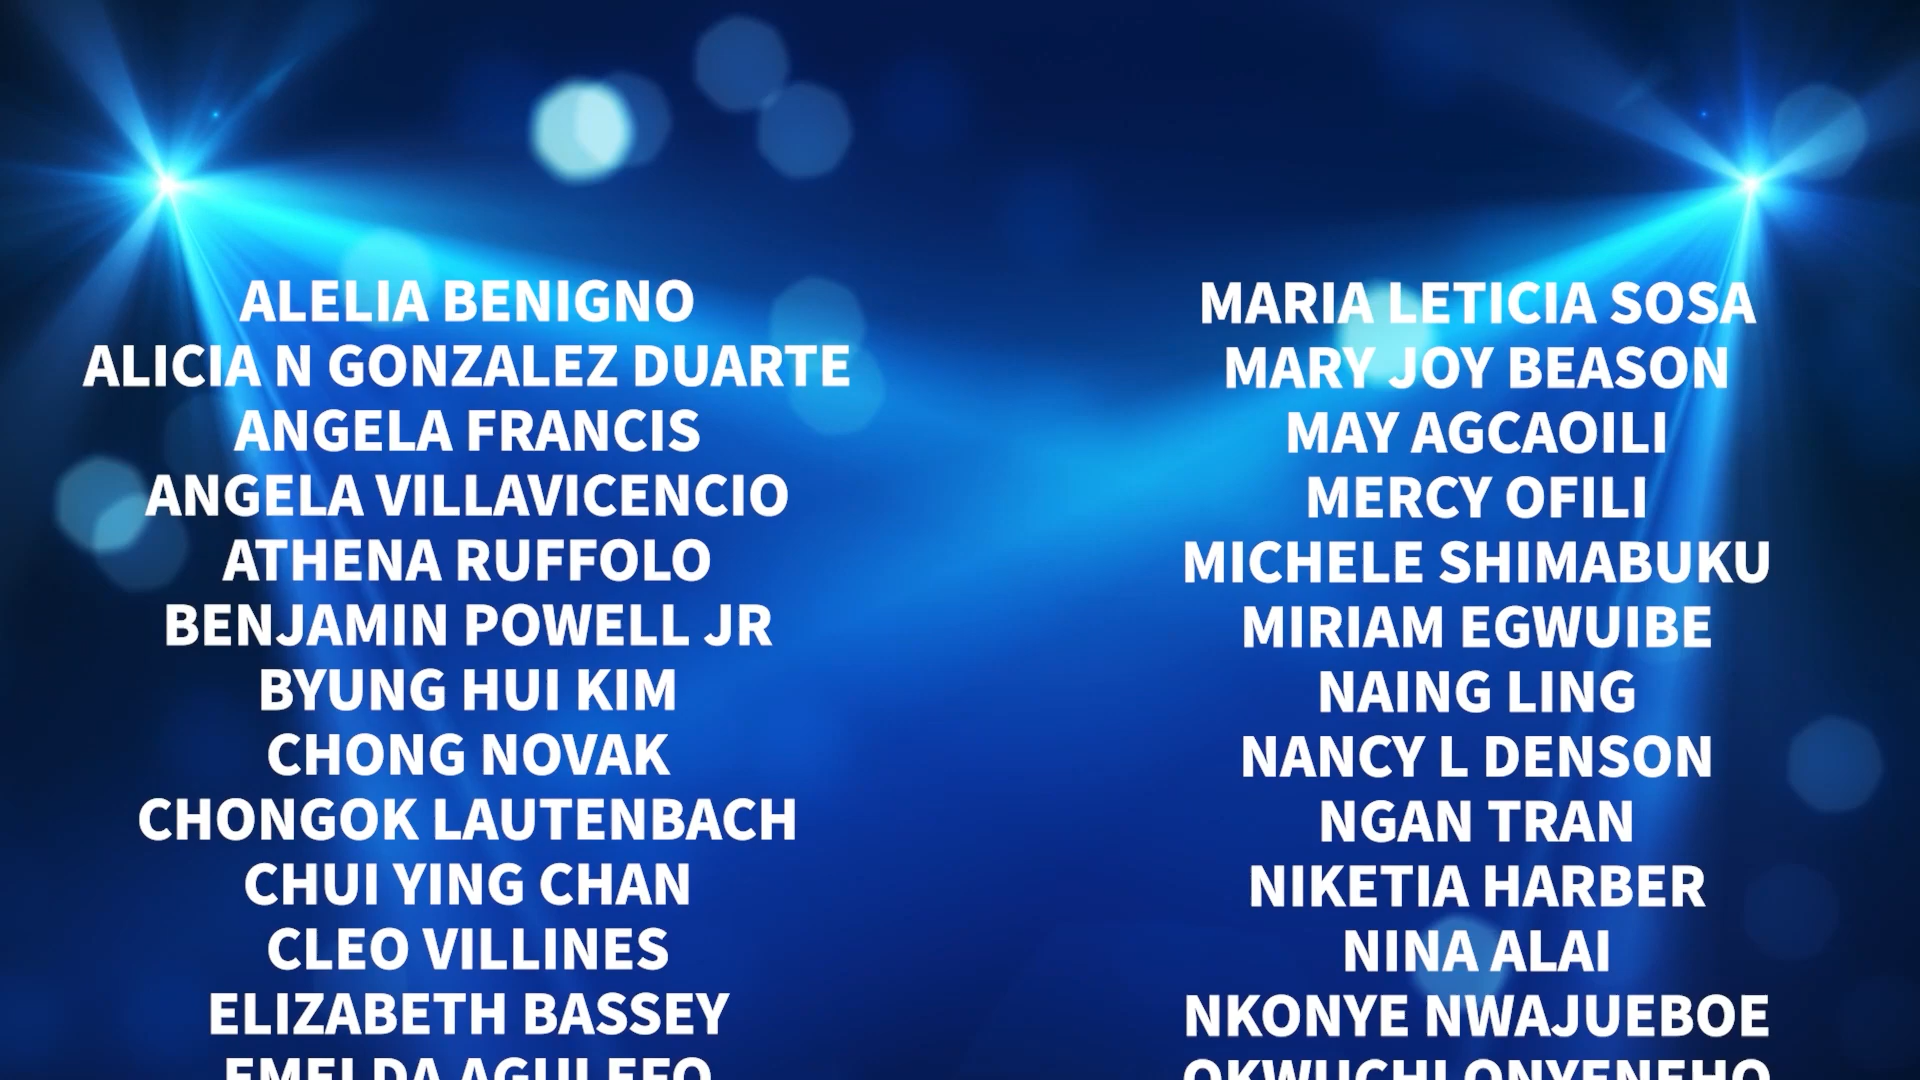 ALELIA BENIGNO
ALICIA N GONZALEZ DUARTE
ANGELA FRANCIS
ANGELA VILLAVICENCIO
ATHENA RUFFOLO
BENJAMIN POWELL JR
BYUNG HUI KIM
CHONG NOVAK
CHONGOK LAUTENBACH
CHUI YING CHAN
CLEO VILLINES
ELIZABETH BASSEY
MARIA LETICIA SOSA
MARY JOY BEASON
MAY AGCAOILI
MERCY OFILI
MICHELE SHIMABUKU
MIRIAM EGWUIBE
NAING LING
NANCY L DENSON
NGAN TRAN
NIKETIA HARBER
NINA ALAI
NKONYE NWAJUEBOE